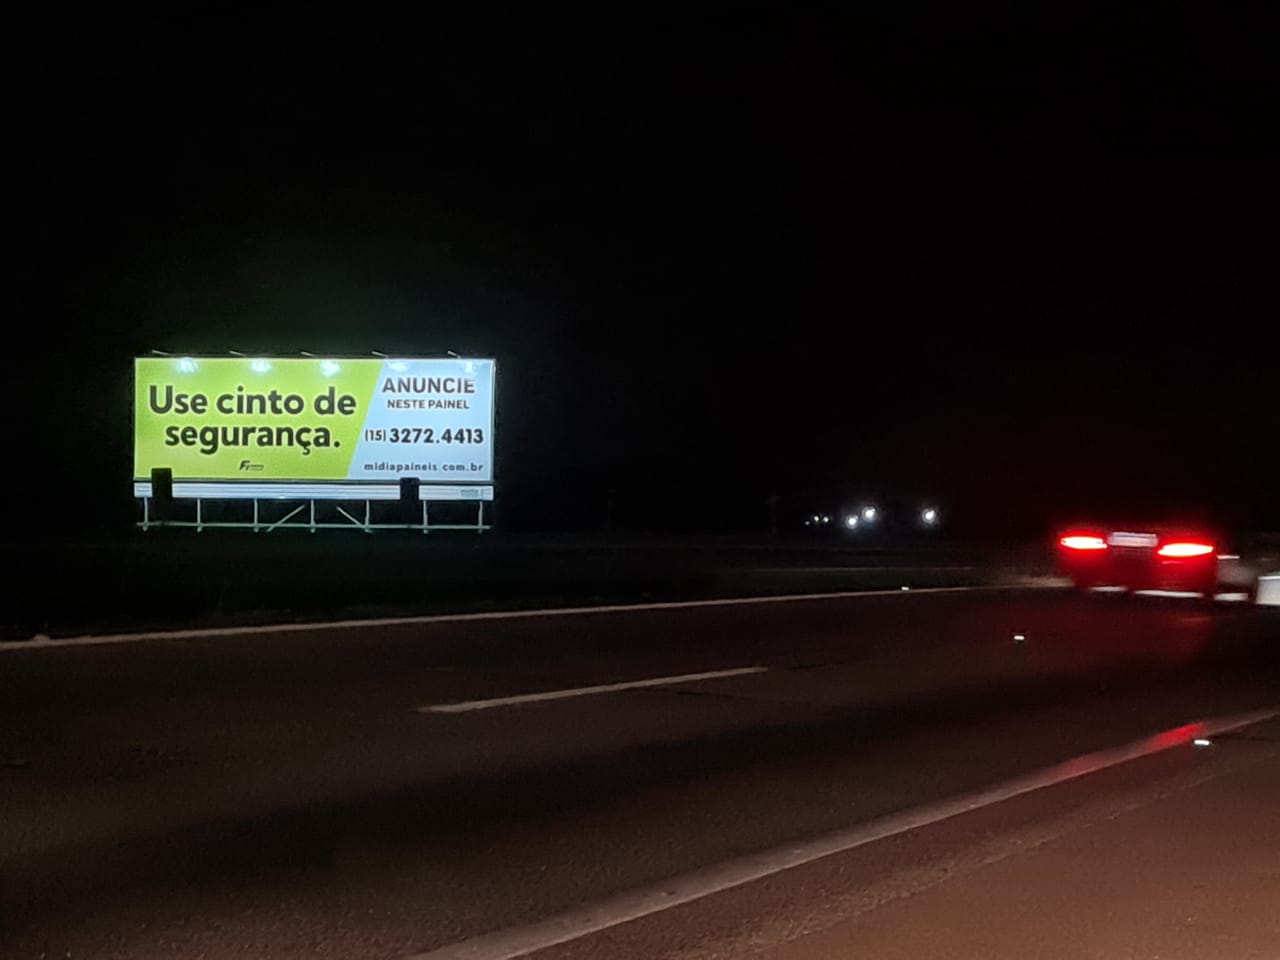 Use cinto de
segurança.
ANUNCIE
NESTE PAINEL
(15) 3272.4413
midiapaineis.com.br